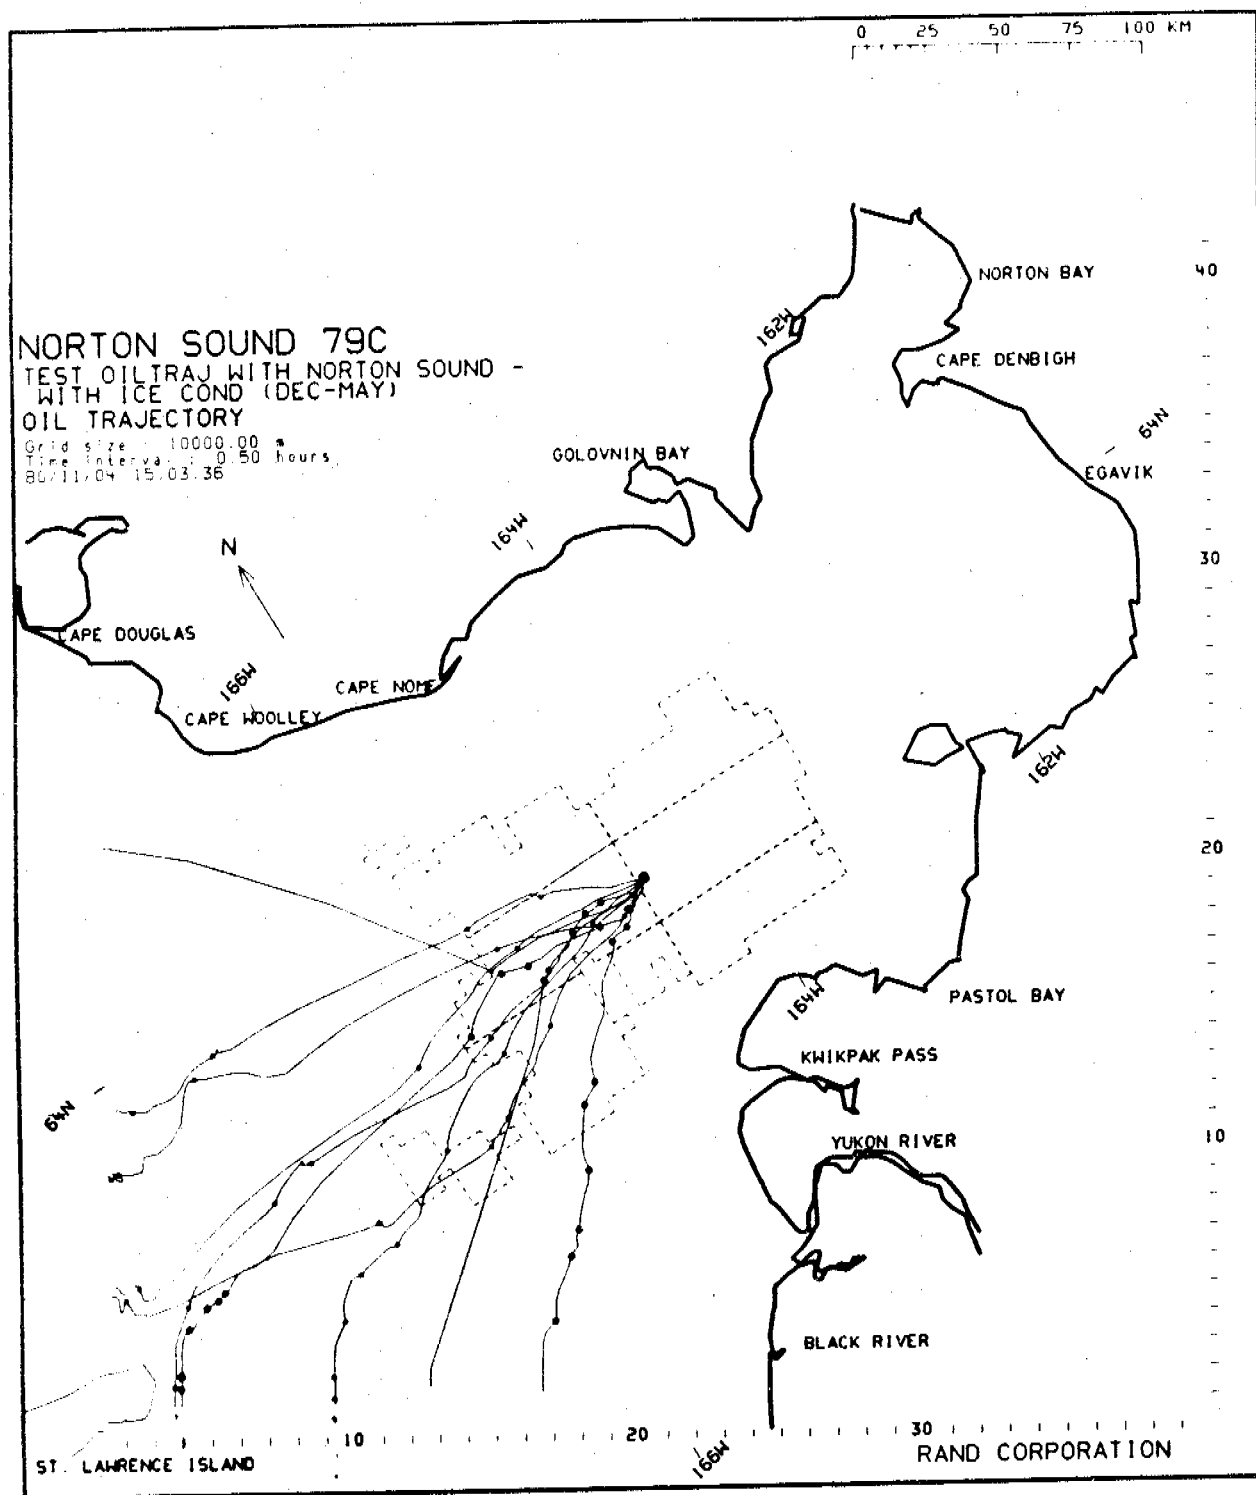 0 25 50 75 100 KM
NORTON BAY
40
162W
NORTON SOUND 79C
TEST OILTRAJ WITH NORTON SOUND -
WITH ICE COND (DEC-MAY)
OIL TRAJECTORY
Grid size : 10000.00 m
Time interval : 0.50 hours
80/11/04 15.03.36
CAPE DENBIGH
64N
GOLOVNIN BAY
EGAVIK
164W
N
30
CAPE DOUGLAS
166W
CAPE NOME
CAPE WOOLLEY
162W
20
164W
PASTOL BAY
KWIKPAK PASS
64N
YUKON RIVER
10
BLACK RIVER
10 20 30
166W
ST. LAWRENCE ISLAND
RAND CORPORATION